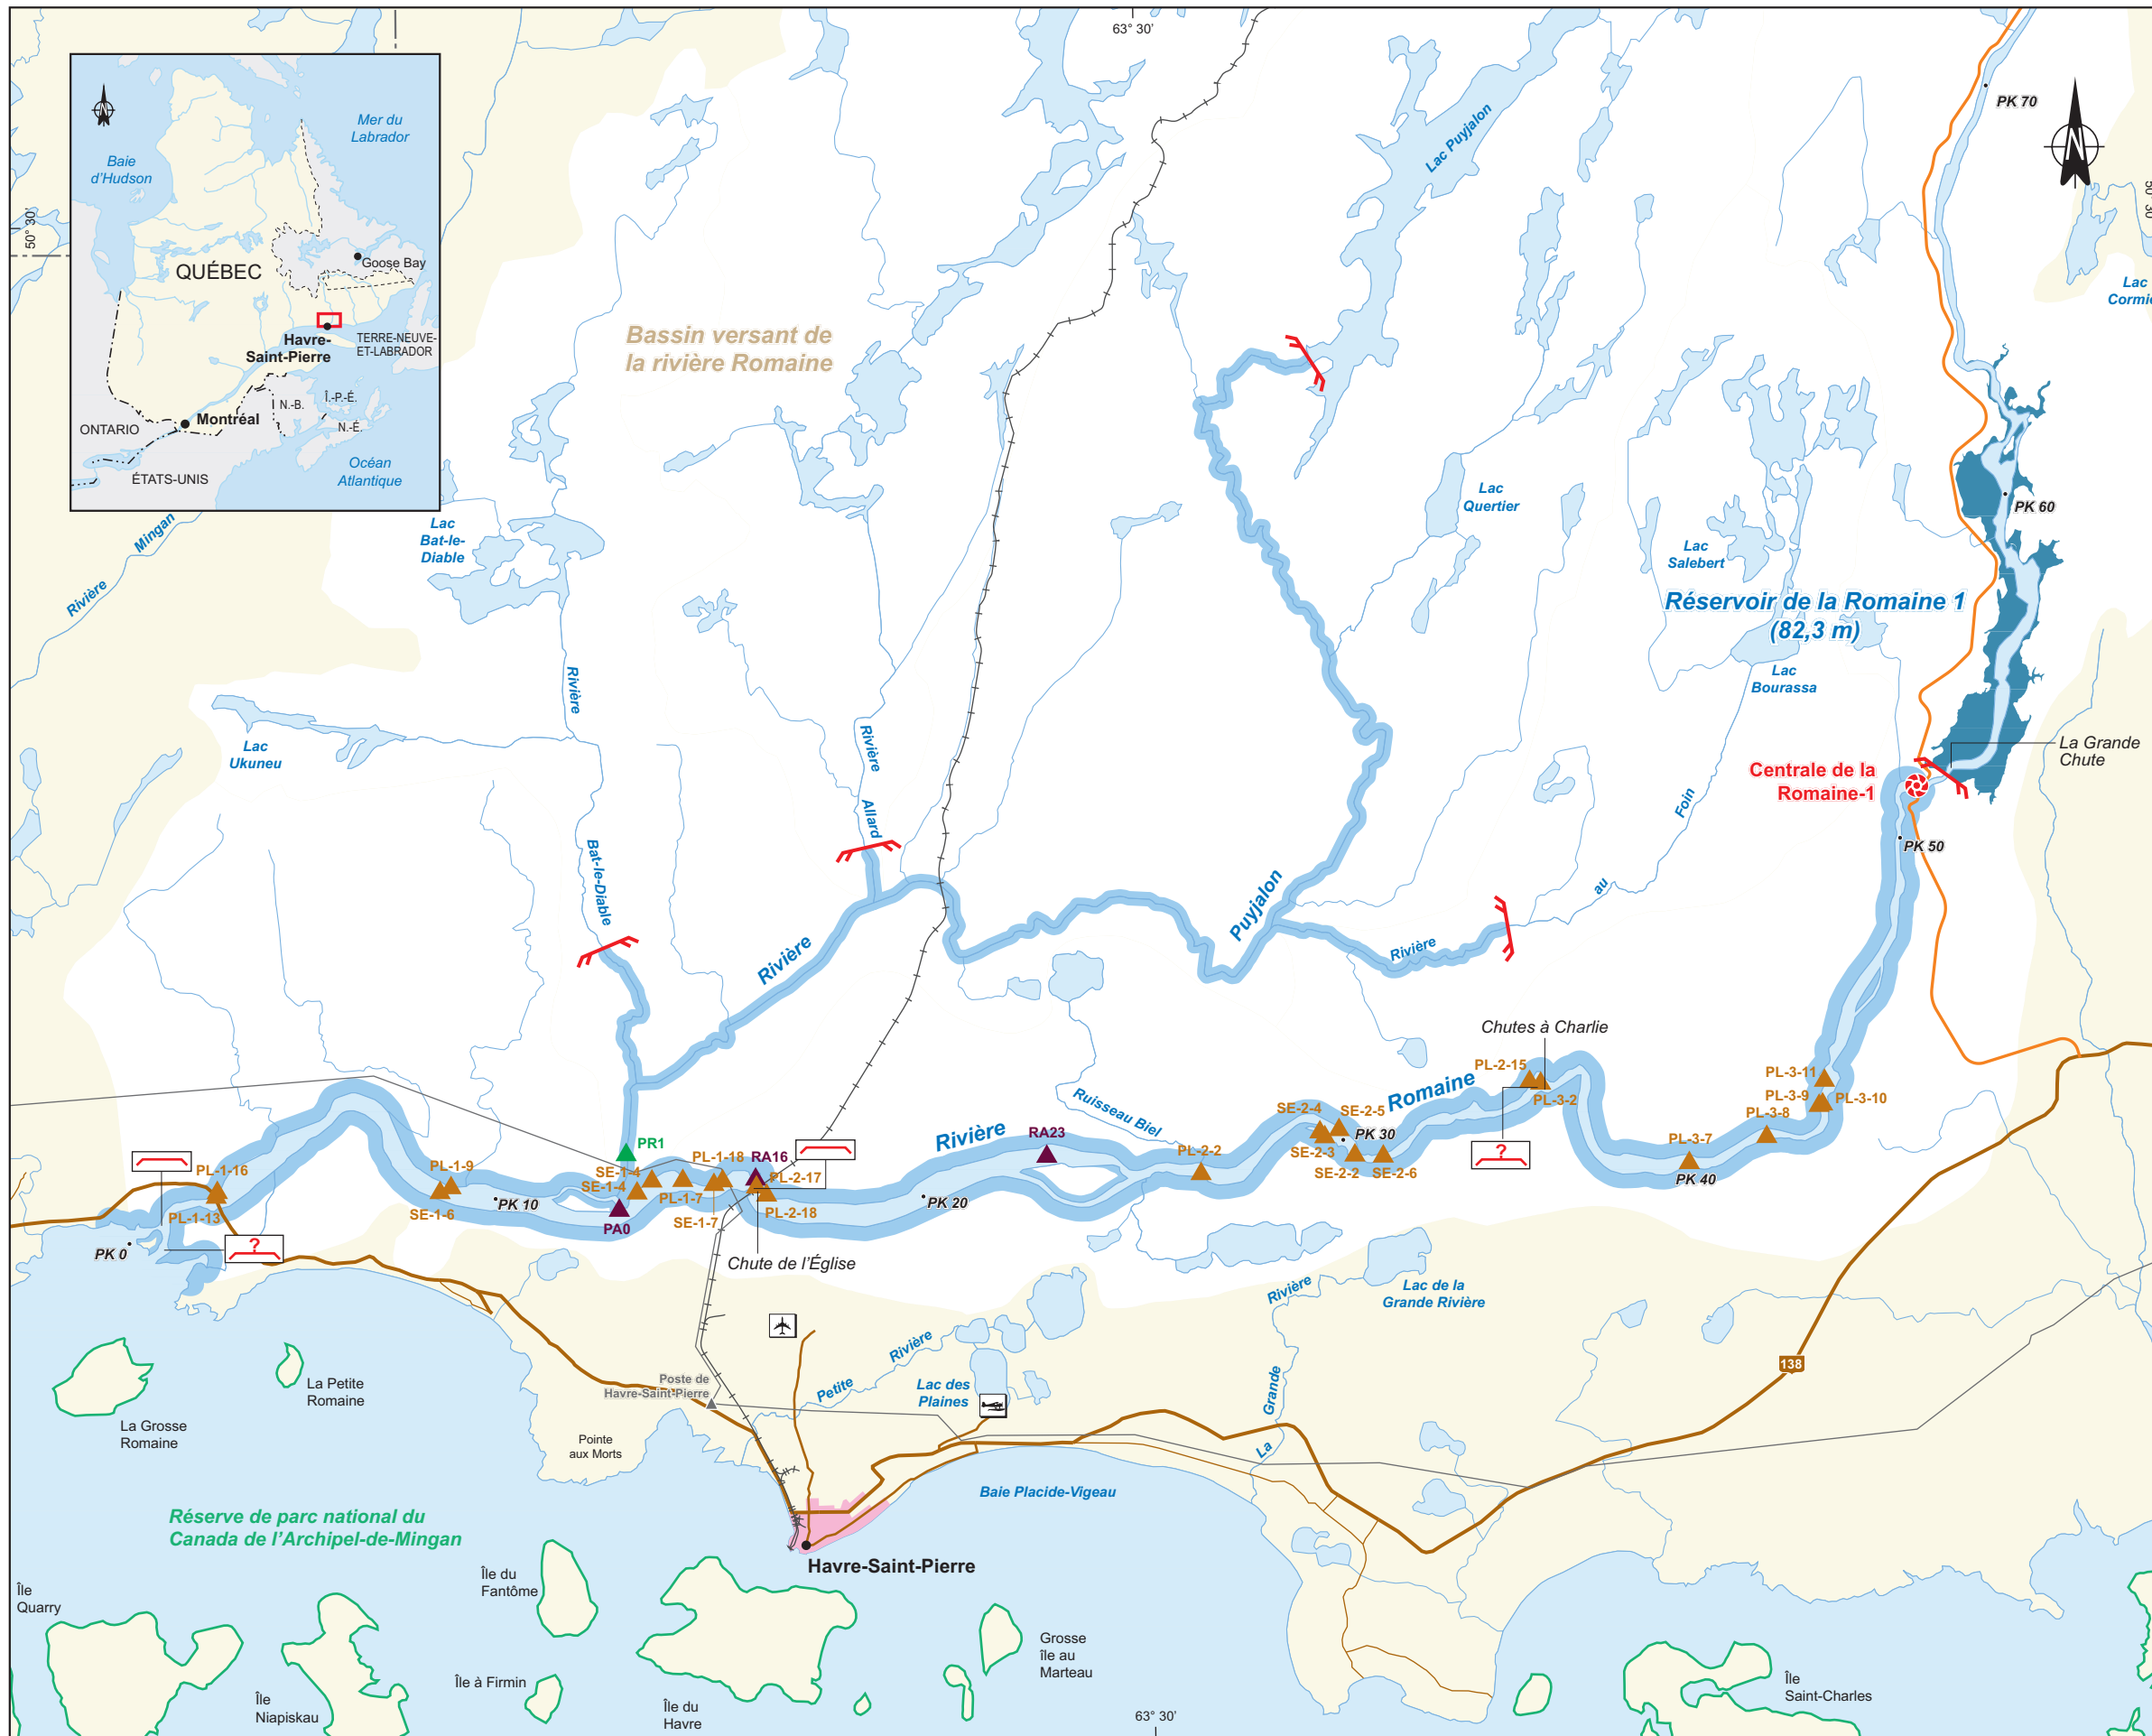 63° 30'
50° 30'
50° 30'
Mer du
Labrador
Baie
d'Hudson
QUÉBEC
Goose Bay
Havre-
Saint-Pierre
TERRE-NEUVE-
ET-LABRADOR
Î.-P.-É.
N.-B.
N.-É.
Montréal
ONTARIO
ÉTATS-UNIS
Océan
Atlantique
N
PK 70
Lac Puyjalon
Bassin versant de
la rivière Romaine
Lac
Quertier
PK 60
Lac
Salebert
Réservoir de la Romaine 1
(82,3 m)
Lac
Bourassa
La Grande
Chute
Centrale de la
Romaine-1
PK 50
Rivière Mingan
Lac
Bat-le-
Diable
Lac
Ukuneu
Rivière
Bat-le-Diable
Rivière
Allard
Rivière
Puyjalon
Rivière
au
Foin
Chutes à Charlie
PL-2-15
PL-3-2
PL-3-11
PL-3-9
PL-3-10
PL-3-8
PL-3-7
PK 40
Romaine
Rivière
Ruisseau Biel
SE-2-4
SE-2-5
PK 30
SE-2-3
SE-2-2
SE-2-6
PL-2-2
RA23
PK 20
PR1
PL-1-18
RA16
SE-1-4
SE-1-4
PL-2-17
PL-1-7
SE-1-7
PL-2-18
PA0
PL-1-9
SE-1-6
PK 10
PL-1-16
PL-1-13
PK 0
?
?
Chute de l'Église
Rivière
Lac de la
Grande Rivière
La Grande
138
Petite Rivière
Lac des
Plaines
Poste de
Havre-Saint-Pierre
Pointe
aux Morts
La Petite
Romaine
La Grosse
Romaine
Baie Placide-Vigeau
Réserve de parc national du
Canada de l'Archipel-de-Mingan
Havre-Saint-Pierre
Île
Quarry
Île du
Fantôme
Île à Firmin
Île
Niapiskau
Île du
Havre
Grosse
île au
Marteau
Île
Saint-Charles
63° 30'